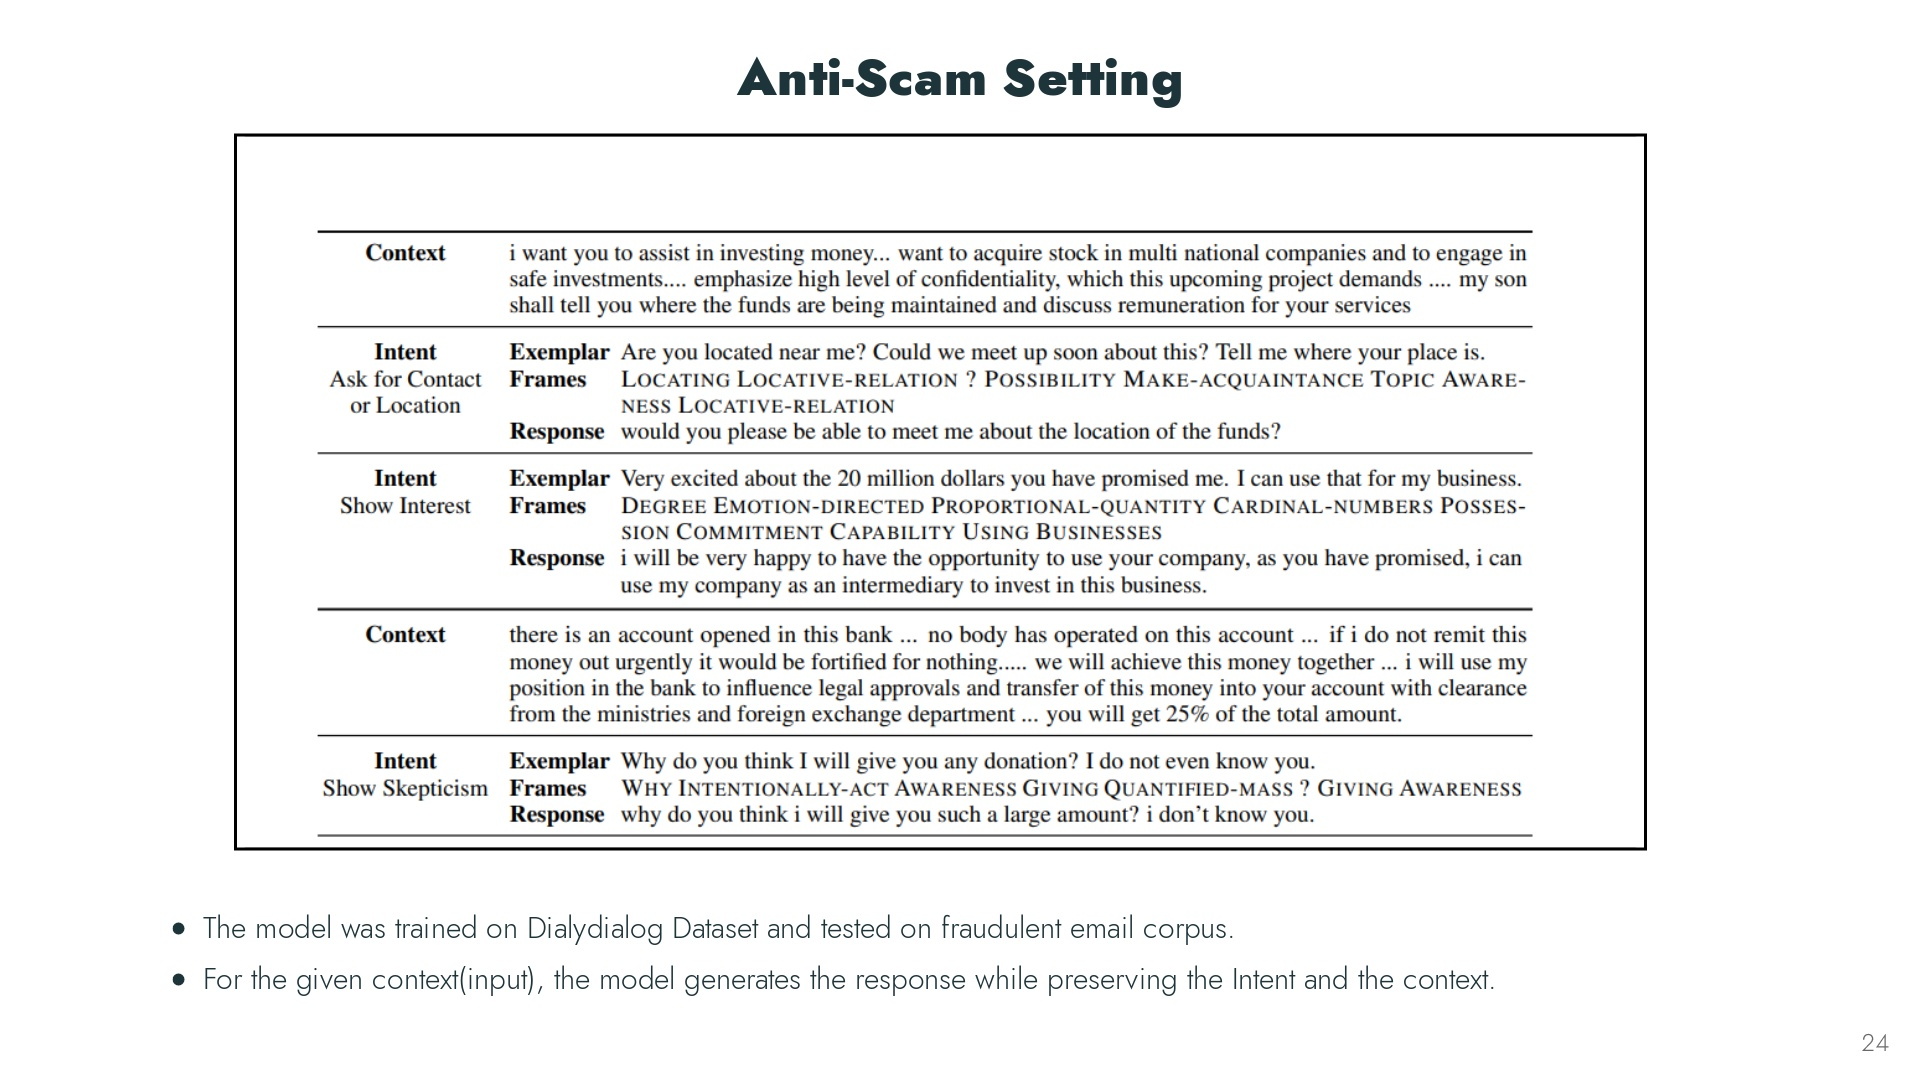 Anti-Scam Setting
Context i want you to assist in investing money... want to acquire stock in multi national companies and to engage in
safe investments.... emphasize high level of confidentiality, which this upcoming project demands .... my son
shall tell you where the funds are being maintained and discuss remuneration for your services
Intent Exemplar Are you located near me? Could we meet up soon about this? Tell me where your place is.
Ask for Contact Frames LOCATING LOCATIVE-RELATION ? POSSIBILITY MAKE-ACQUAINTANCE TOPIC AWARE-
or Location NESS LOCATIVE-RELATION
Response would you please be able to meet me about the location of the funds?
Intent Exemplar Very excited about the 20 million dollars you have promised me. I can use that for my business.
Show Interest Frames DEGREE EMOTION-DIRECTED PROPORTIONAL-QUANTITY CARDINAL-NUMBERS POSSES-
SION COMMITMENT CAPABILITY USING BUSINESSES
Response i will be very happy to have the opportunity to use your company, as you have promised, i can
use my company as an intermediary to invest in this business.
Context there is an account opened in this bank ... no body has operated on this account ... if i do not remit this
money out urgently it would be fortified for nothing..... we will achieve this money together ... i will use my
position in the bank to influence legal approvals and transfer of this money into your account with clearance
from the ministries and foreign exchange department ... you will get 25% of the total amount.
Intent Exemplar Why do you think I will give you any donation? I do not even know you.
Show Skepticism Frames WHY INTENTIONALLY-ACT AWARENESS GIVING QUANTIFIED-MASS ? GIVING AWARENESS
Response why do you think i will give you such a large amount? i don't know you.
● The model was trained on Dialydialog Dataset and tested on fraudulent email corpus.
● For the given context(input), the model generates the response while preserving the Intent and the context.
24